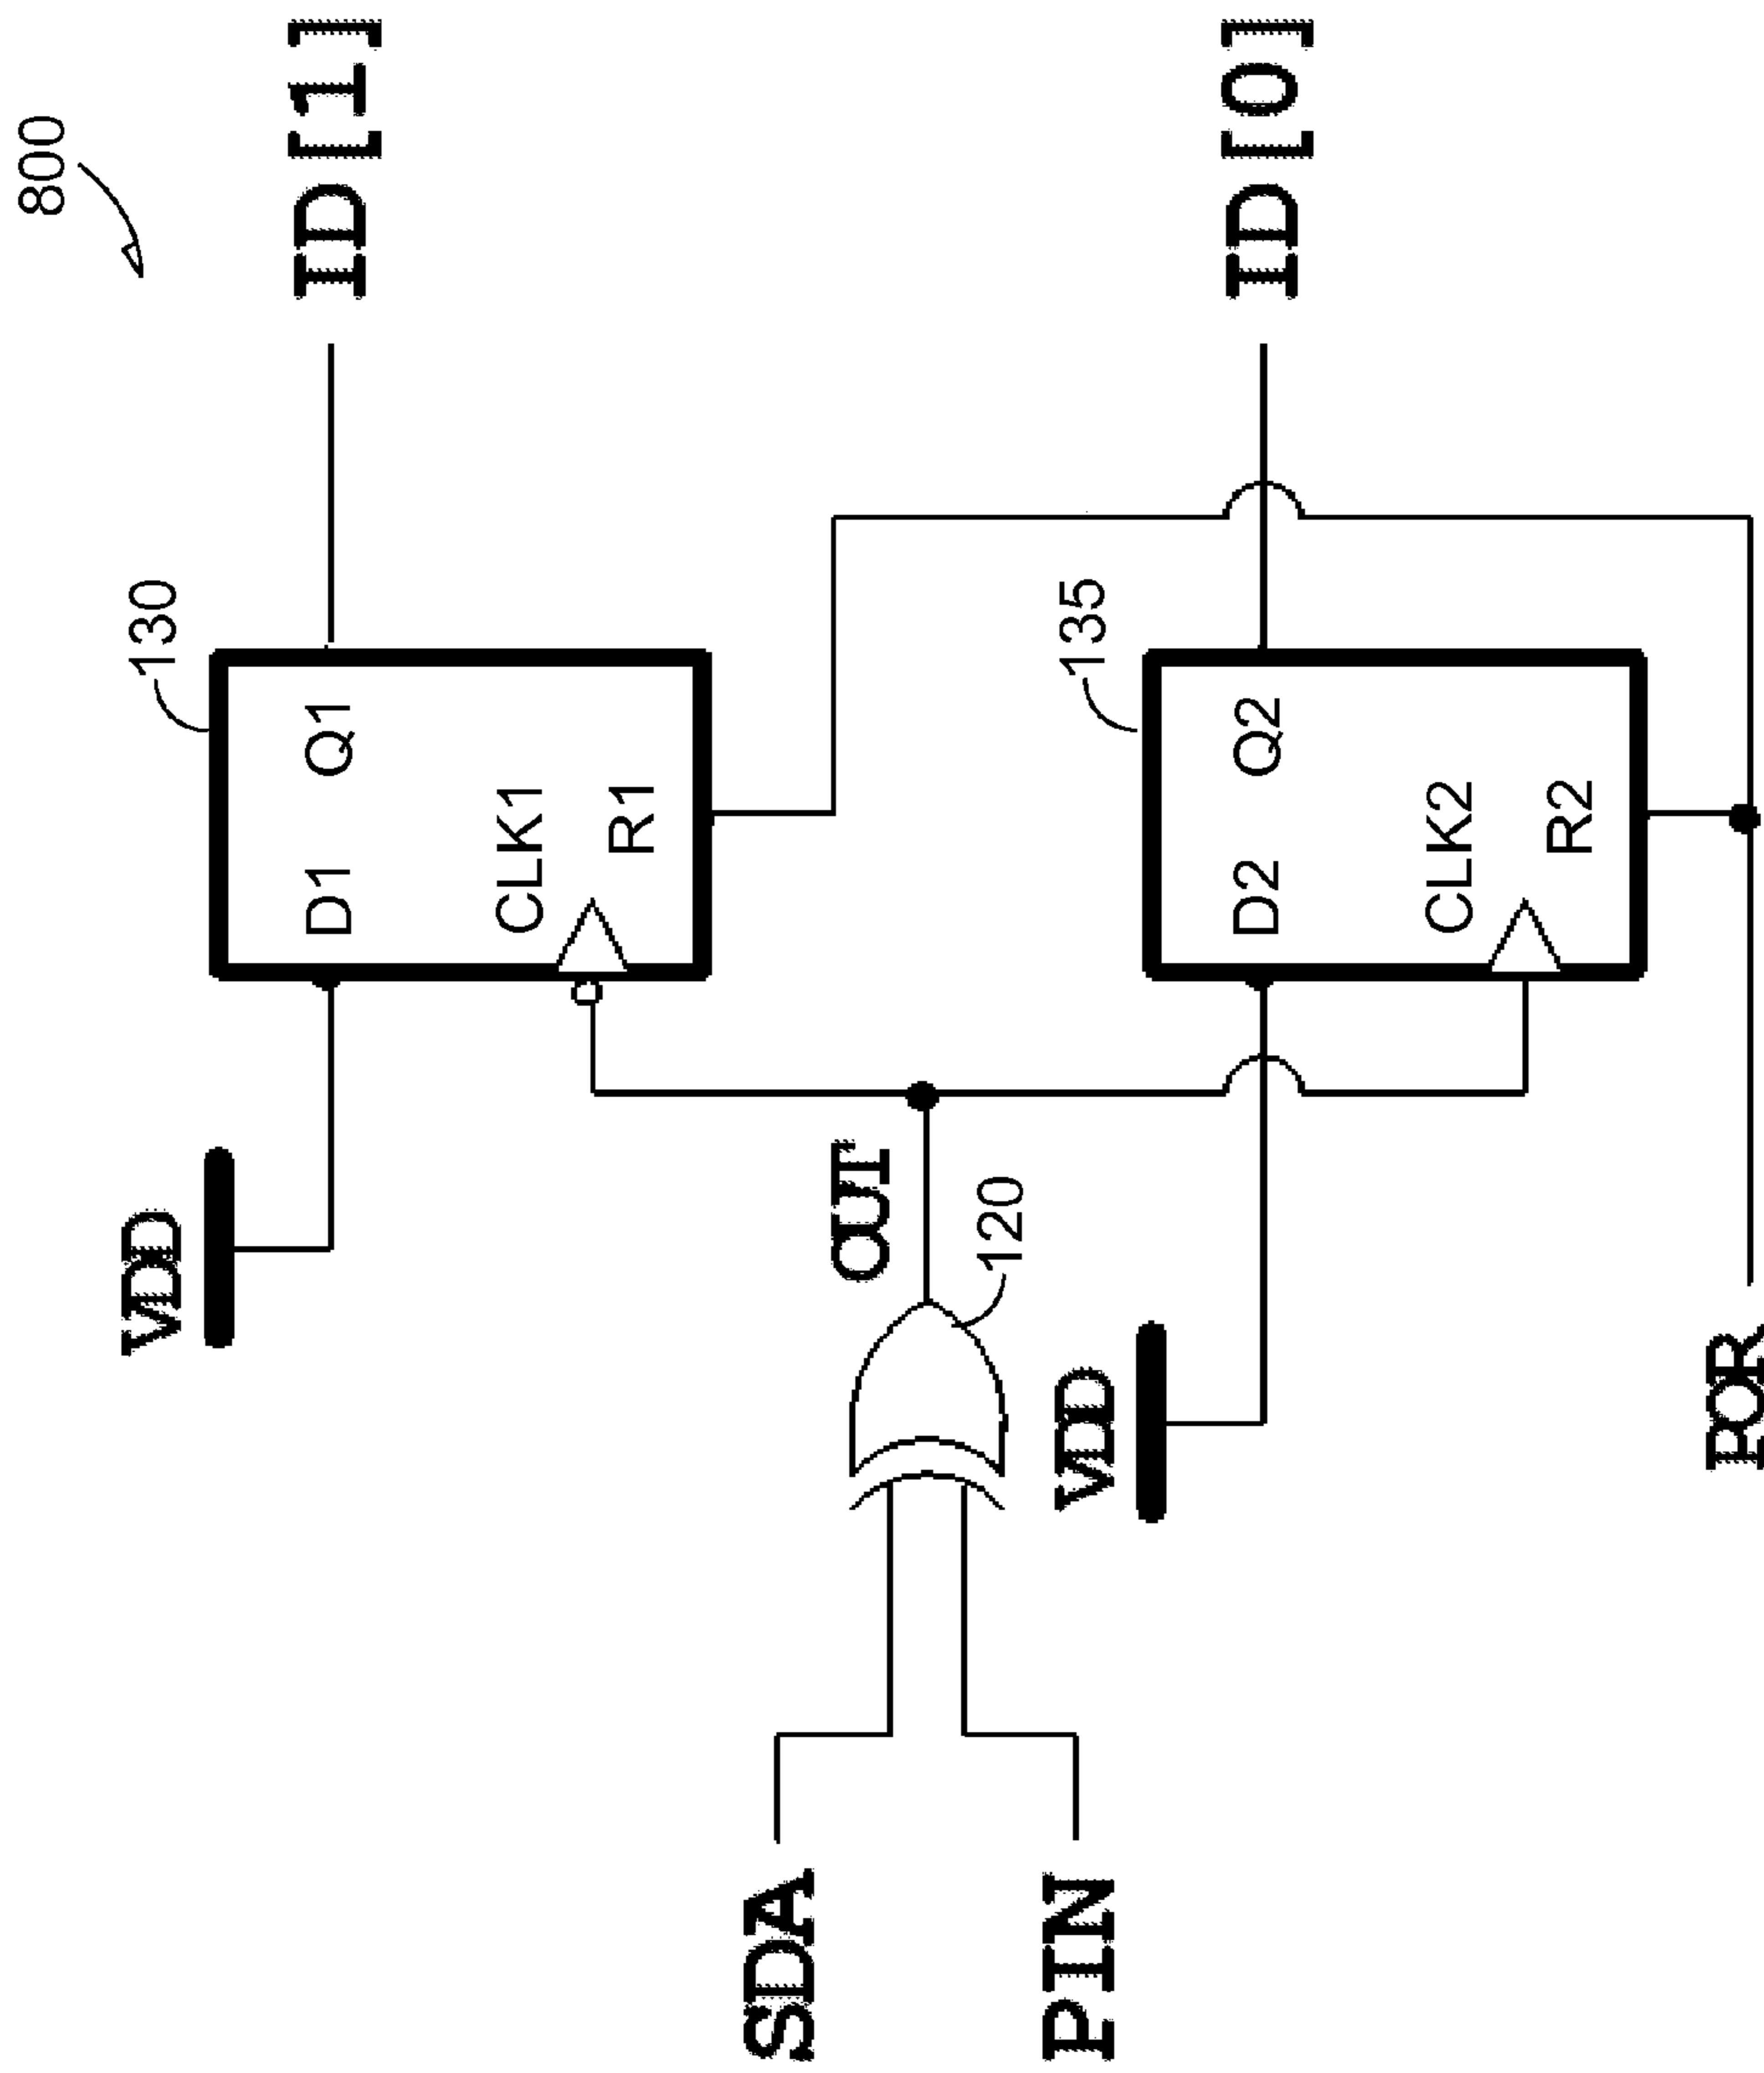 800
ID[1]
130
D1
Q1
CLK1
R1
VDD
OUT
120
SDA
PIN
ID[0]
135
D2
Q2
CLK2
R2
VDD
POR